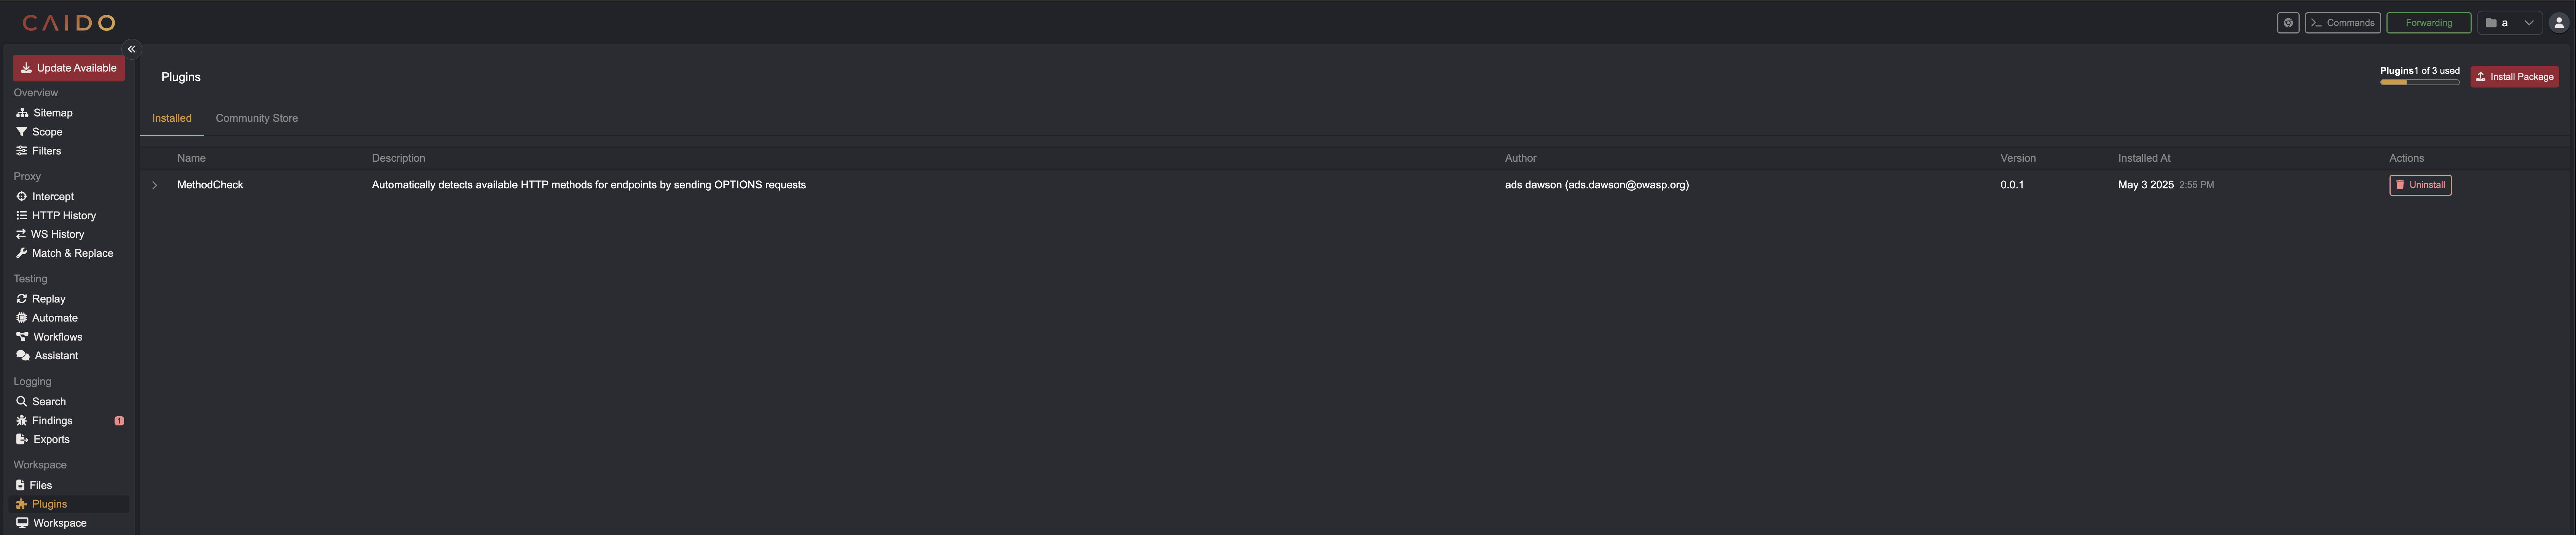 CAIDO
Commands
Forwarding
a
Update Available
Overview
Sitemap
Scope
Filters
Proxy
Intercept
HTTP History
WS History
Match & Replace
Testing
Replay
Automate
Workflows
Assistant
Logging
Search
Findings 1
Exports
Workspace
Files
Plugins
Workspace
Plugins
Plugins1 of 3 used
Install Package
Installed Community Store
Name Description Author Version Installed At Actions
MethodCheck Automatically detects available HTTP methods for endpoints by sending OPTIONS requests ads dawson (ads.dawson@owasp.org) 0.0.1 May 3 2025 2:55 PM Uninstall